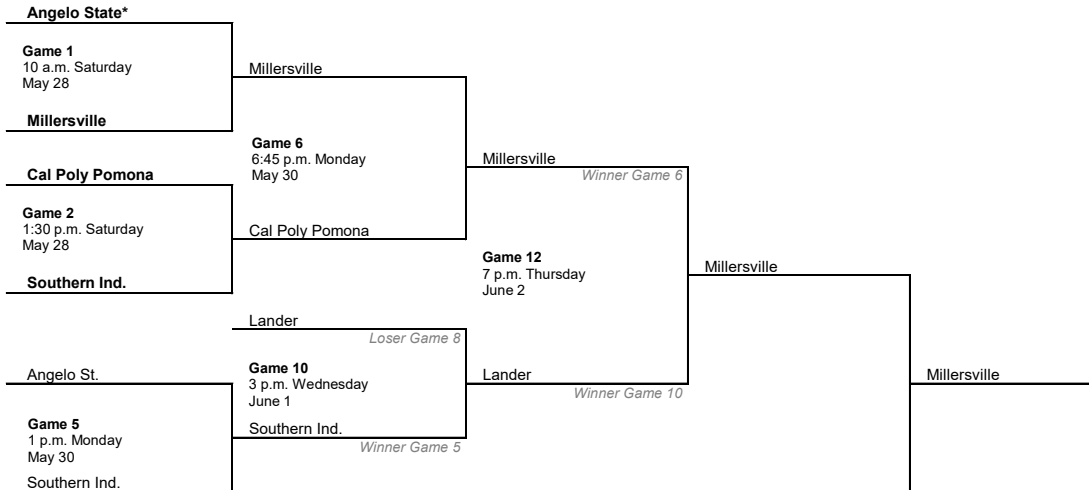 Angelo State*
Game 1
10 a.m. Saturday
May 28
Millersville
Millersville
Cal Poly Pomona
Game 2
1:30 p.m. Saturday
May 28
Southern Ind.
Game 6
6:45 p.m. Monday
May 30
Cal Poly Pomona
Millersville
Winner Game 6
Game 12
7 p.m. Thursday
June 2
Millersville
Lander
Loser Game 8
Game 10
3 p.m. Wednesday
June 1
Southern Ind.
Winner Game 5
Lander
Winner Game 10
Millersville
Angelo St.
Game 5
1 p.m. Monday
May 30
Southern Ind.